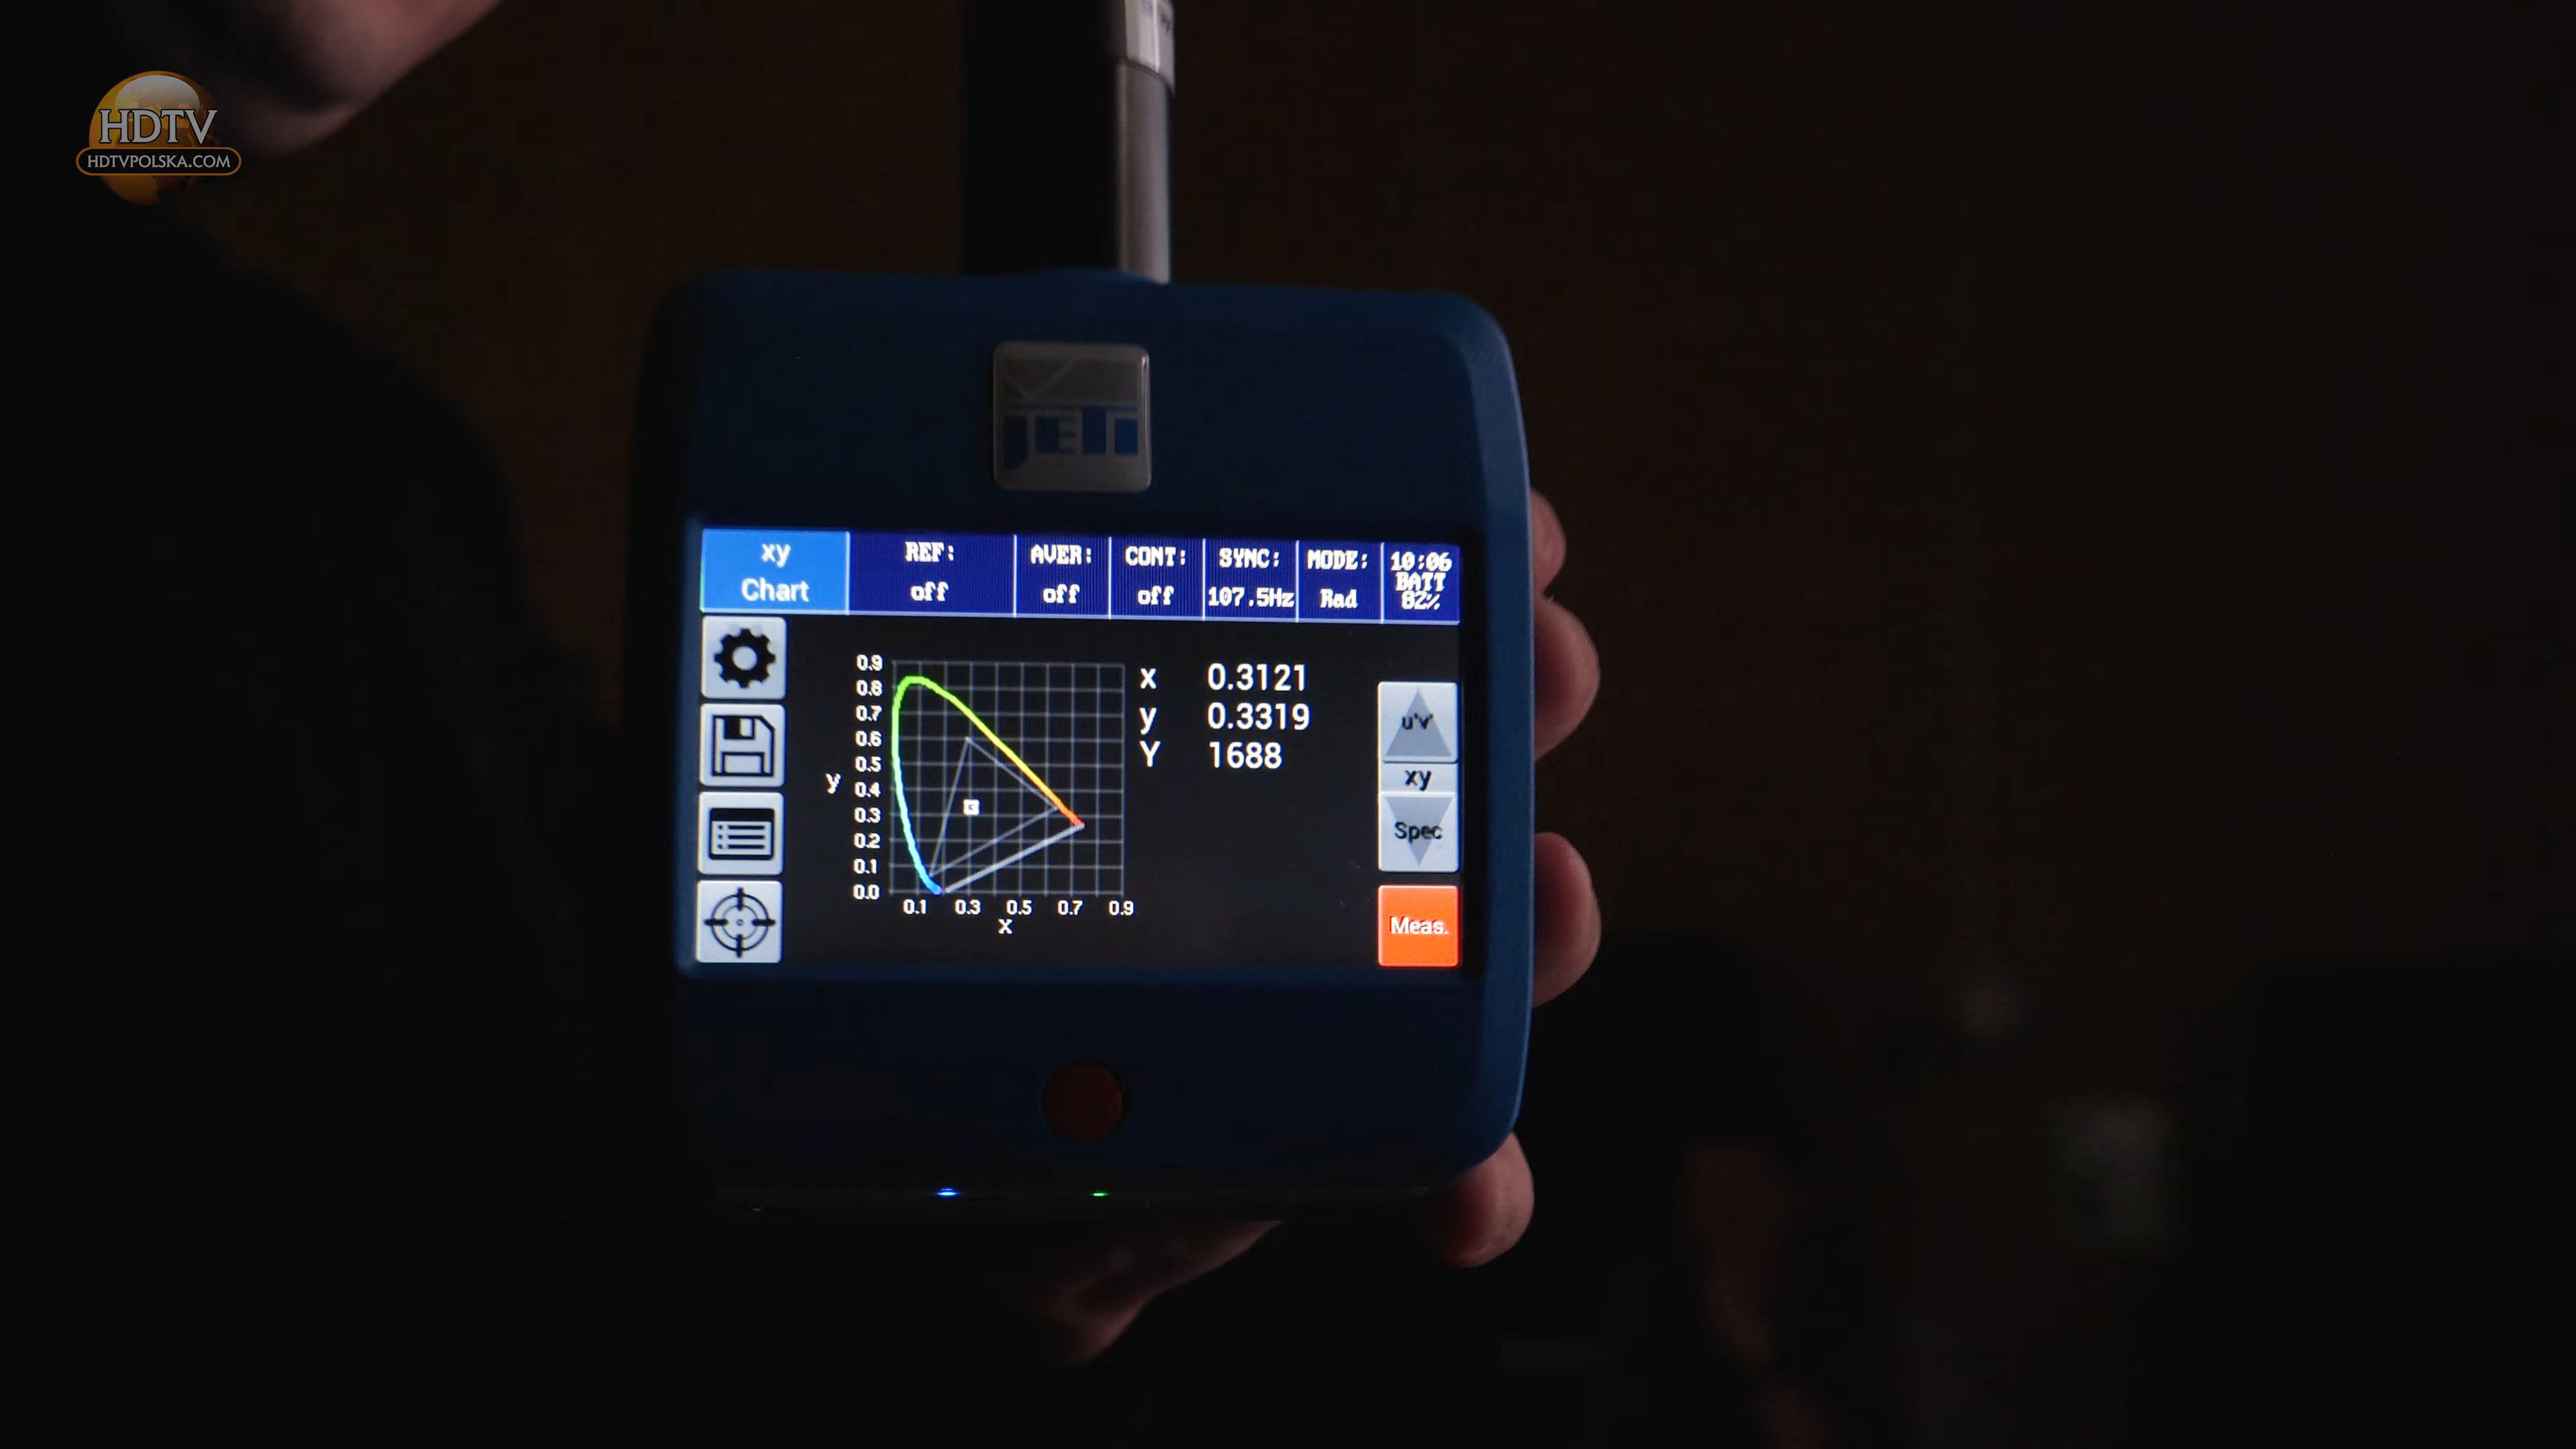 HDTV
HDTVPOLSKA.COM
JETI
xy
Chart
REF:
off
AVER:
off
CONT:
off
SYNC:
107.5Hz
MODE:
Rad
10:06
BATT
82%
0.9
0.8
0.7
0.6
0.5
0.4
0.3
0.2
0.1
0.0
y
0.1 0.3 0.5 0.7 0.9
x
x 0.3121
y 0.3319
Y 1688
u'v'
xy
Spec
Meas.